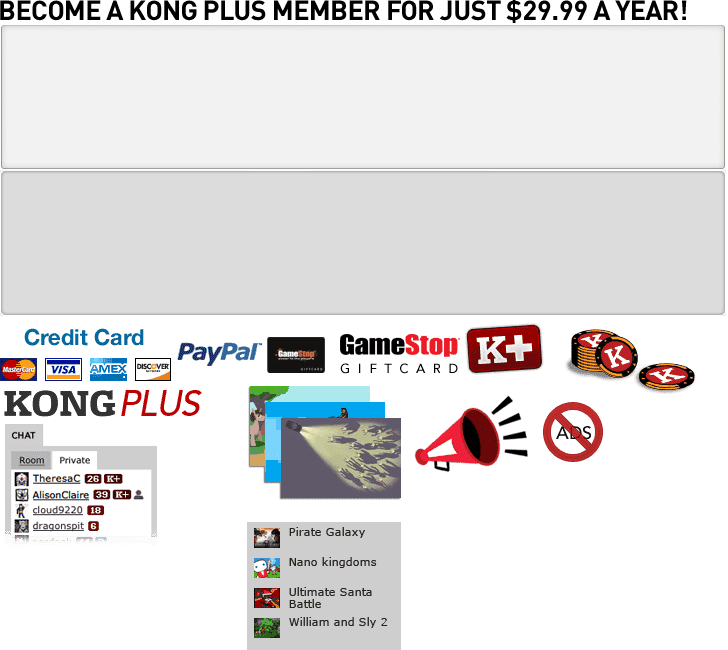 BECOME A KONG PLUS MEMBER FOR JUST $29.99 A YEAR!
Credit Card
MasterCard
VISA
AMEX
DISCOVER
PayPal
GameStop
GIFTCARD
GameStop
GIFTCARD
K+
K
K
K
KONG PLUS
CHAT
Room Private
TheresaC 26 K+
AlisonClaire 39 K+
cloud9220 18
dragonspit 6
ADS
Pirate Galaxy
Nano kingdoms
Ultimate Santa
Battle
William and Sly 2